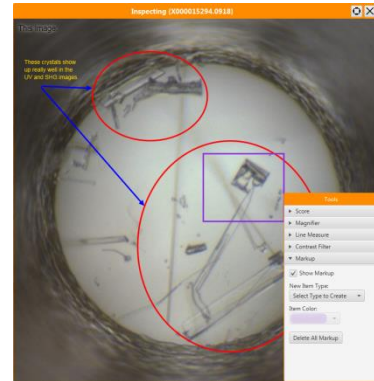 Inspecting (X000015294.0918)
This image
These crystals show
up really well in the
UV and SHG images.
Tools
Score
Magnifier
Line Measure
Contrast Filter
Markup
Show Markup
New Item Type:
Select Type to Create
Item Color:
Delete All Markup